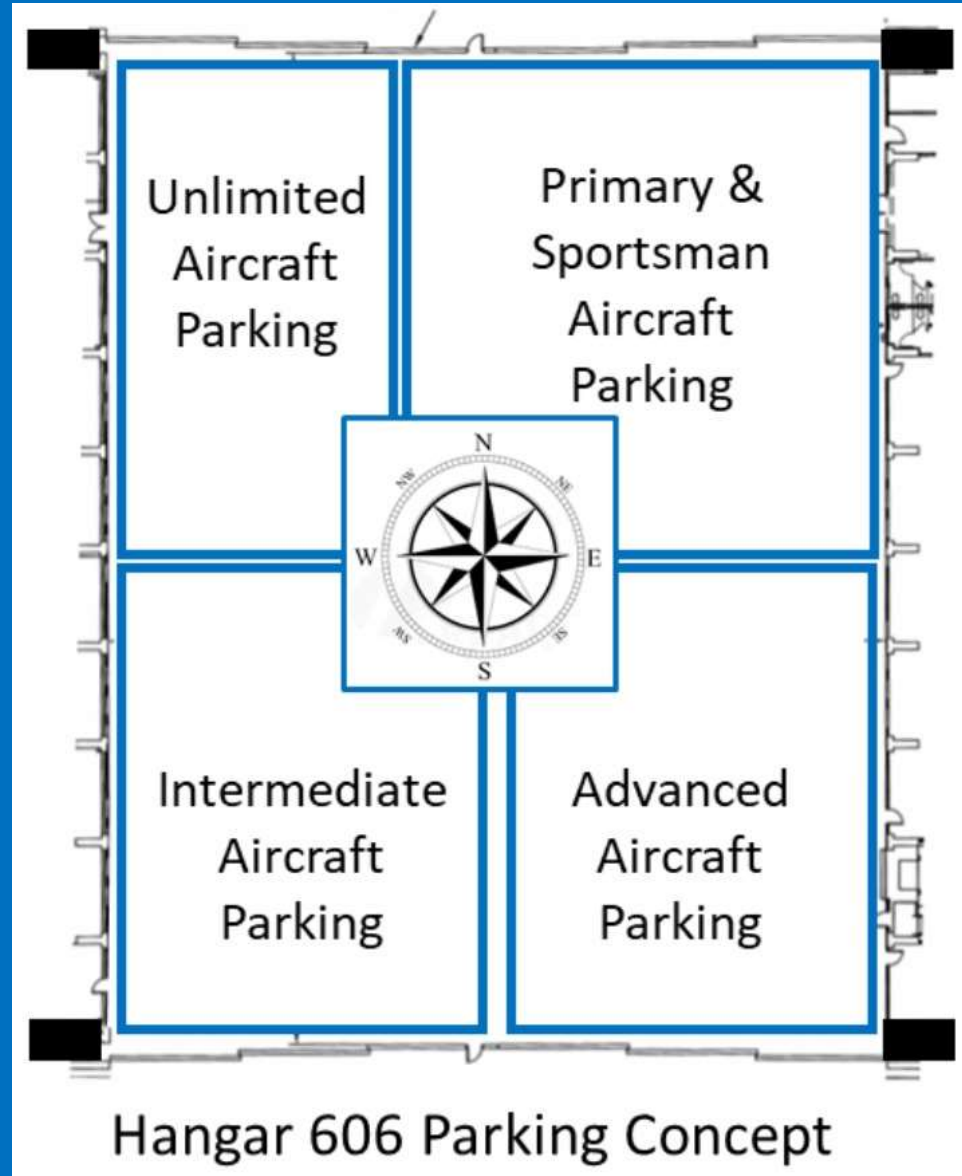 Unlimited
Aircraft
Parking
Primary &
Sportsman
Aircraft
Parking
N
NW
NE
W
E
SW
SE
S
Intermediate
Aircraft
Parking
Advanced
Aircraft
Parking
Hangar 606 Parking Concept